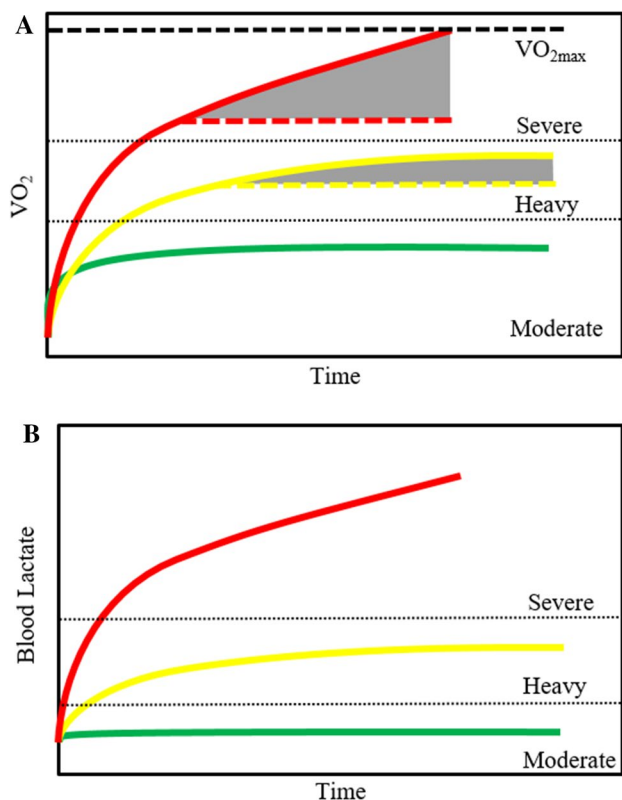 A
VO2max
Severe
VO2
Heavy
Moderate
Time
B
Blood Lactate
Severe
Heavy
Moderate
Time